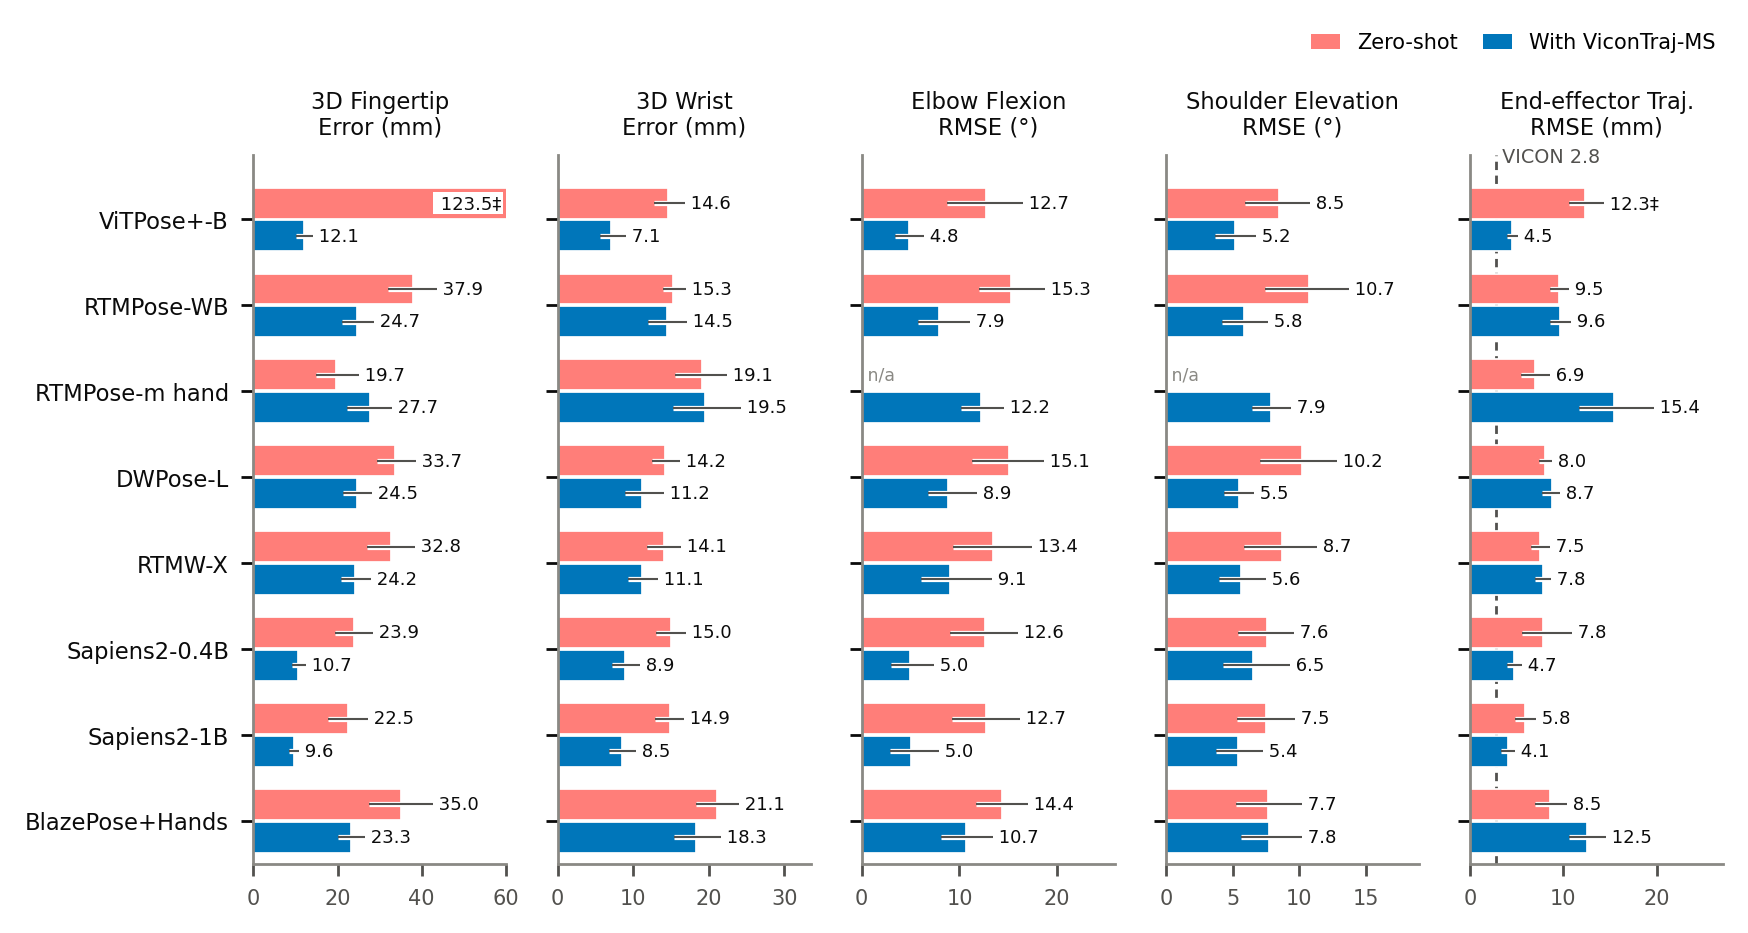 Zero-shot
With ViconTraj-MS
3D Fingertip
Error (mm)
3D Wrist
Error (mm)
Elbow Flexion
RMSE (°)
Shoulder Elevation
RMSE (°)
End-effector Traj.
RMSE (mm)
VICON 2.8
ViTPose+-B
123.5‡
14.6
12.7
8.5
12.3‡
12.1
7.1
4.8
5.2
4.5
RTMPose-WB
37.9
15.3
15.3
10.7
9.5
24.7
14.5
7.9
5.8
9.6
RTMPose-m hand
19.7
19.1
n/a
n/a
6.9
27.7
19.5
12.2
7.9
15.4
DWPose-L
33.7
14.2
15.1
10.2
8.0
24.5
11.2
8.9
5.5
8.7
RTMW-X
32.8
14.1
13.4
8.7
7.5
24.2
11.1
9.1
5.6
7.8
Sapiens2-0.4B
23.9
15.0
12.6
7.6
7.8
10.7
8.9
5.0
6.5
4.7
Sapiens2-1B
22.5
14.9
12.7
7.5
5.8
9.6
8.5
5.0
5.4
4.1
BlazePose+Hands
35.0
21.1
14.4
7.7
8.5
23.3
18.3
10.7
7.8
12.5
0 20 40 60
0 10 20 30
0 10 20
0 5 10 15
0 10 20